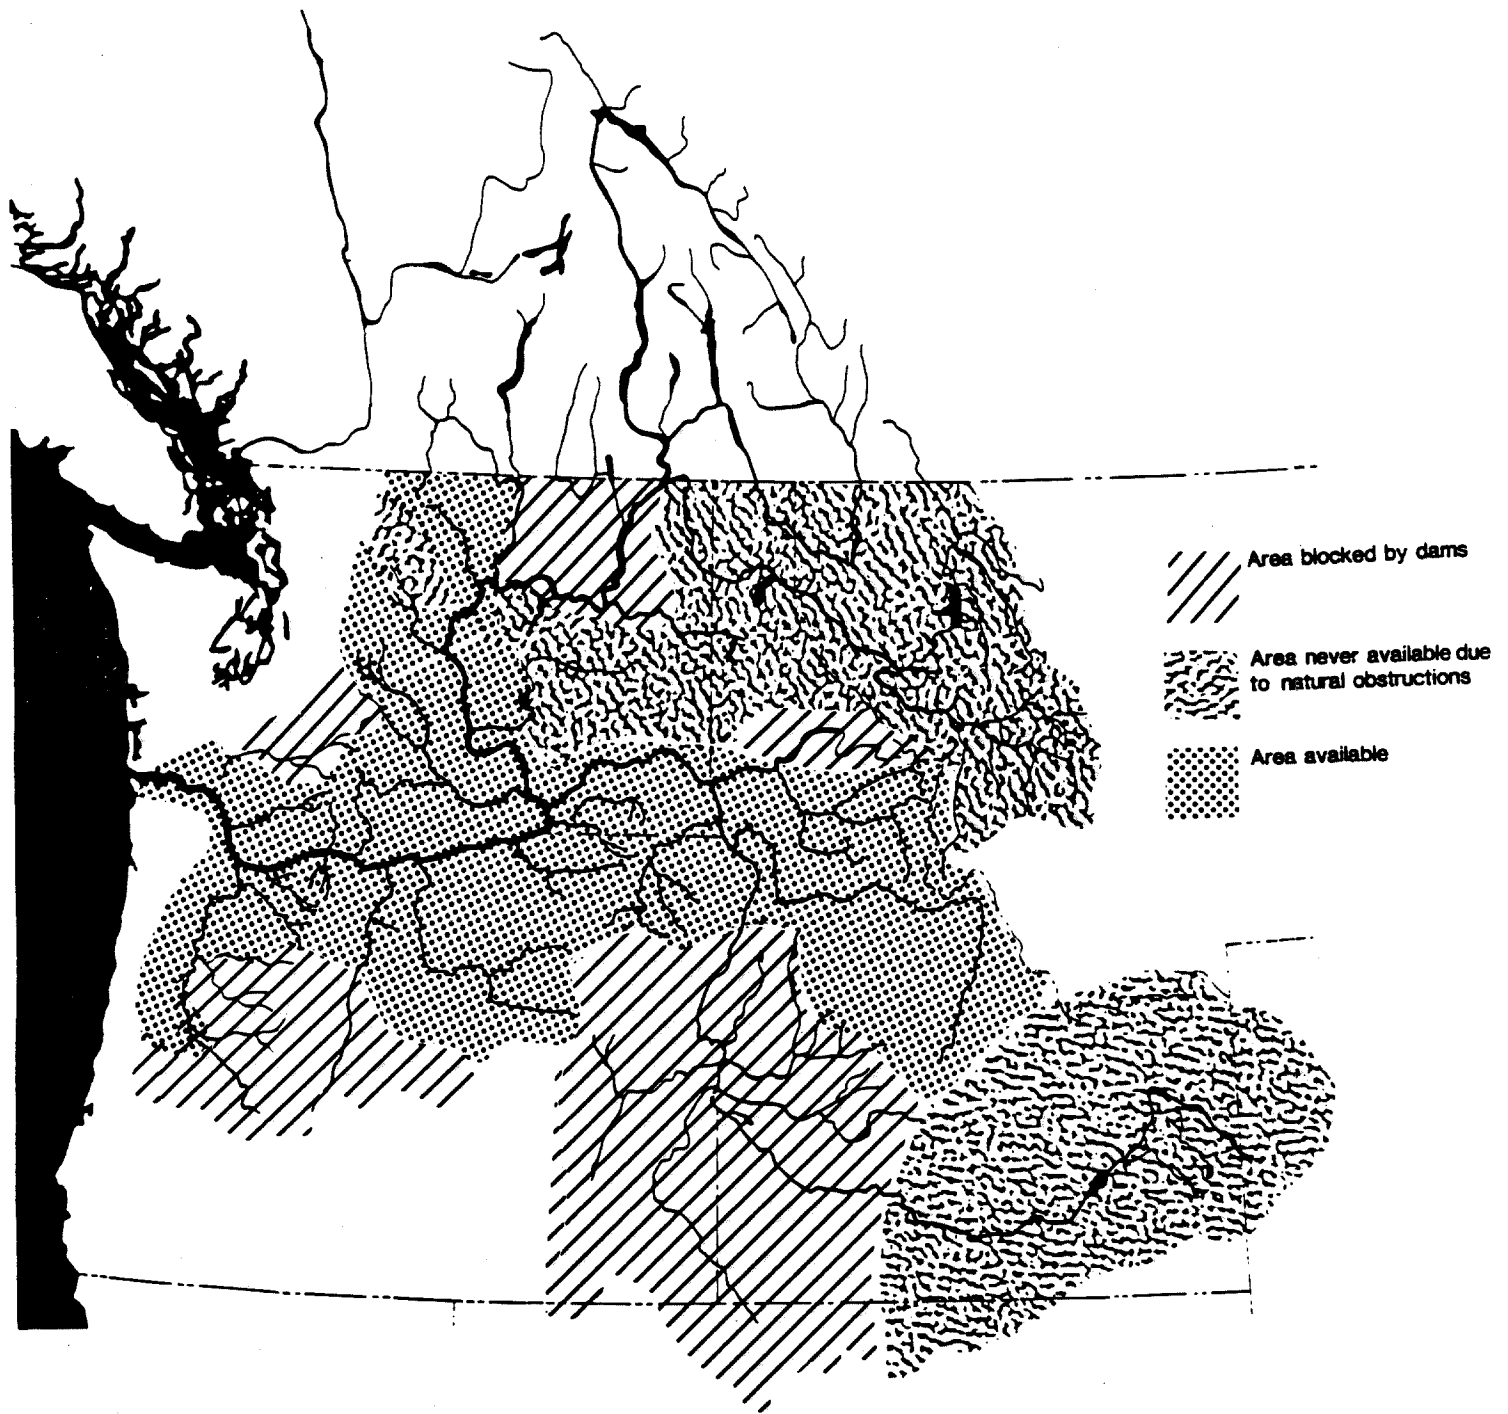 Area blocked by dams
Area never available due
to natural obstructions
Area available